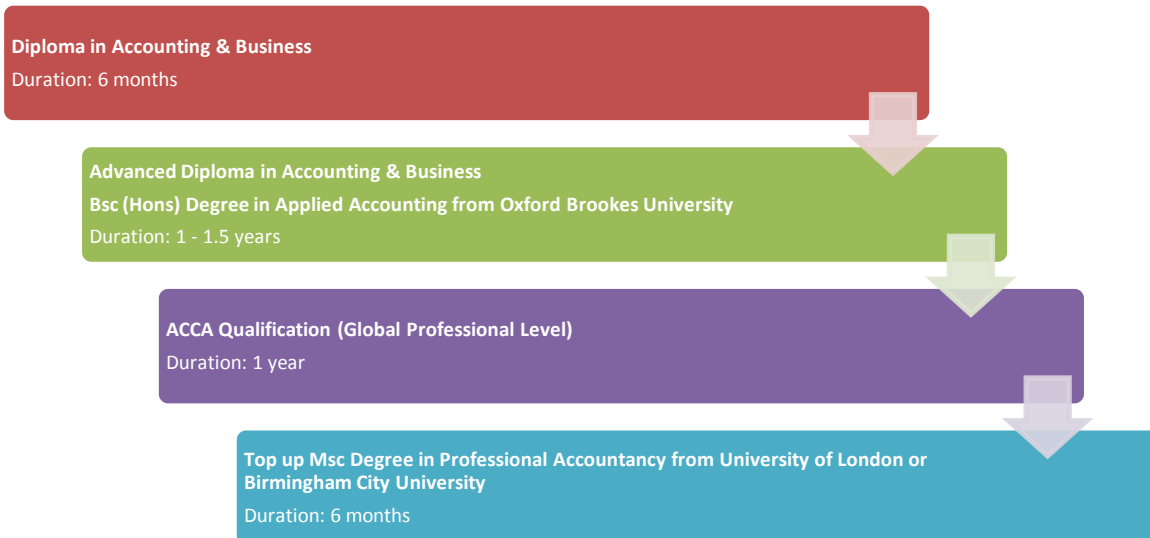 Diploma in Accounting & Business
Duration: 6 months
Advanced Diploma in Accounting & Business
Bsc (Hons) Degree in Applied Accounting from Oxford Brookes University
Duration: 1 - 1.5 years
ACCA Qualification (Global Professional Level)
Duration: 1 year
Top up Msc Degree in Professional Accountancy from University of London or
Birmingham City University
Duration: 6 months